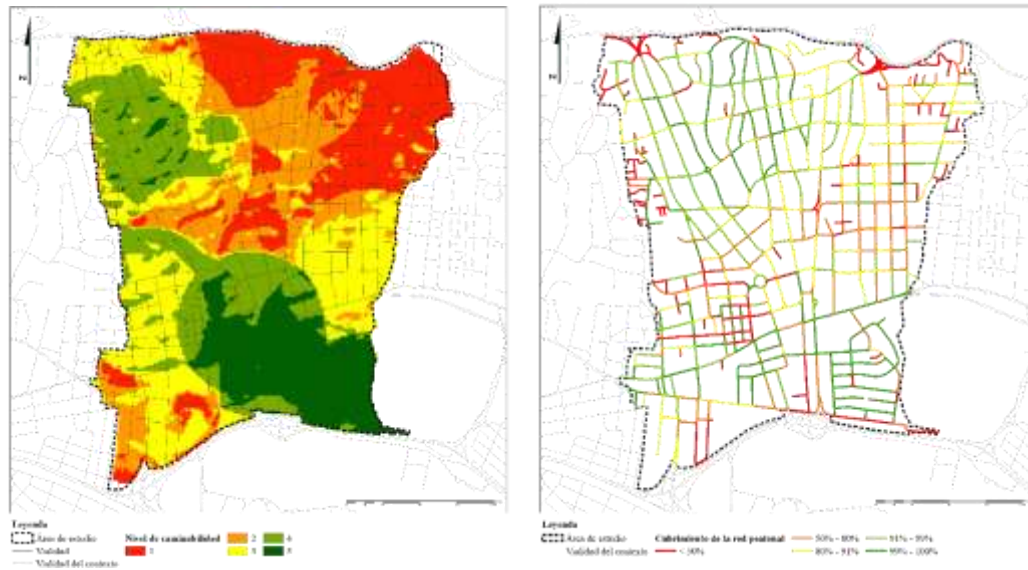 N
Leyenda
Área de estudio
Vialidad
Vialidad del contexto
Nivel de caminabilidad
1
2
3
4
5
N
Leyenda
Área de estudio
Vialidad del contexto
Cubrimiento de la red peatonal
< 50%
50% - 80%
80% - 91%
91% - 99%
99% - 100%